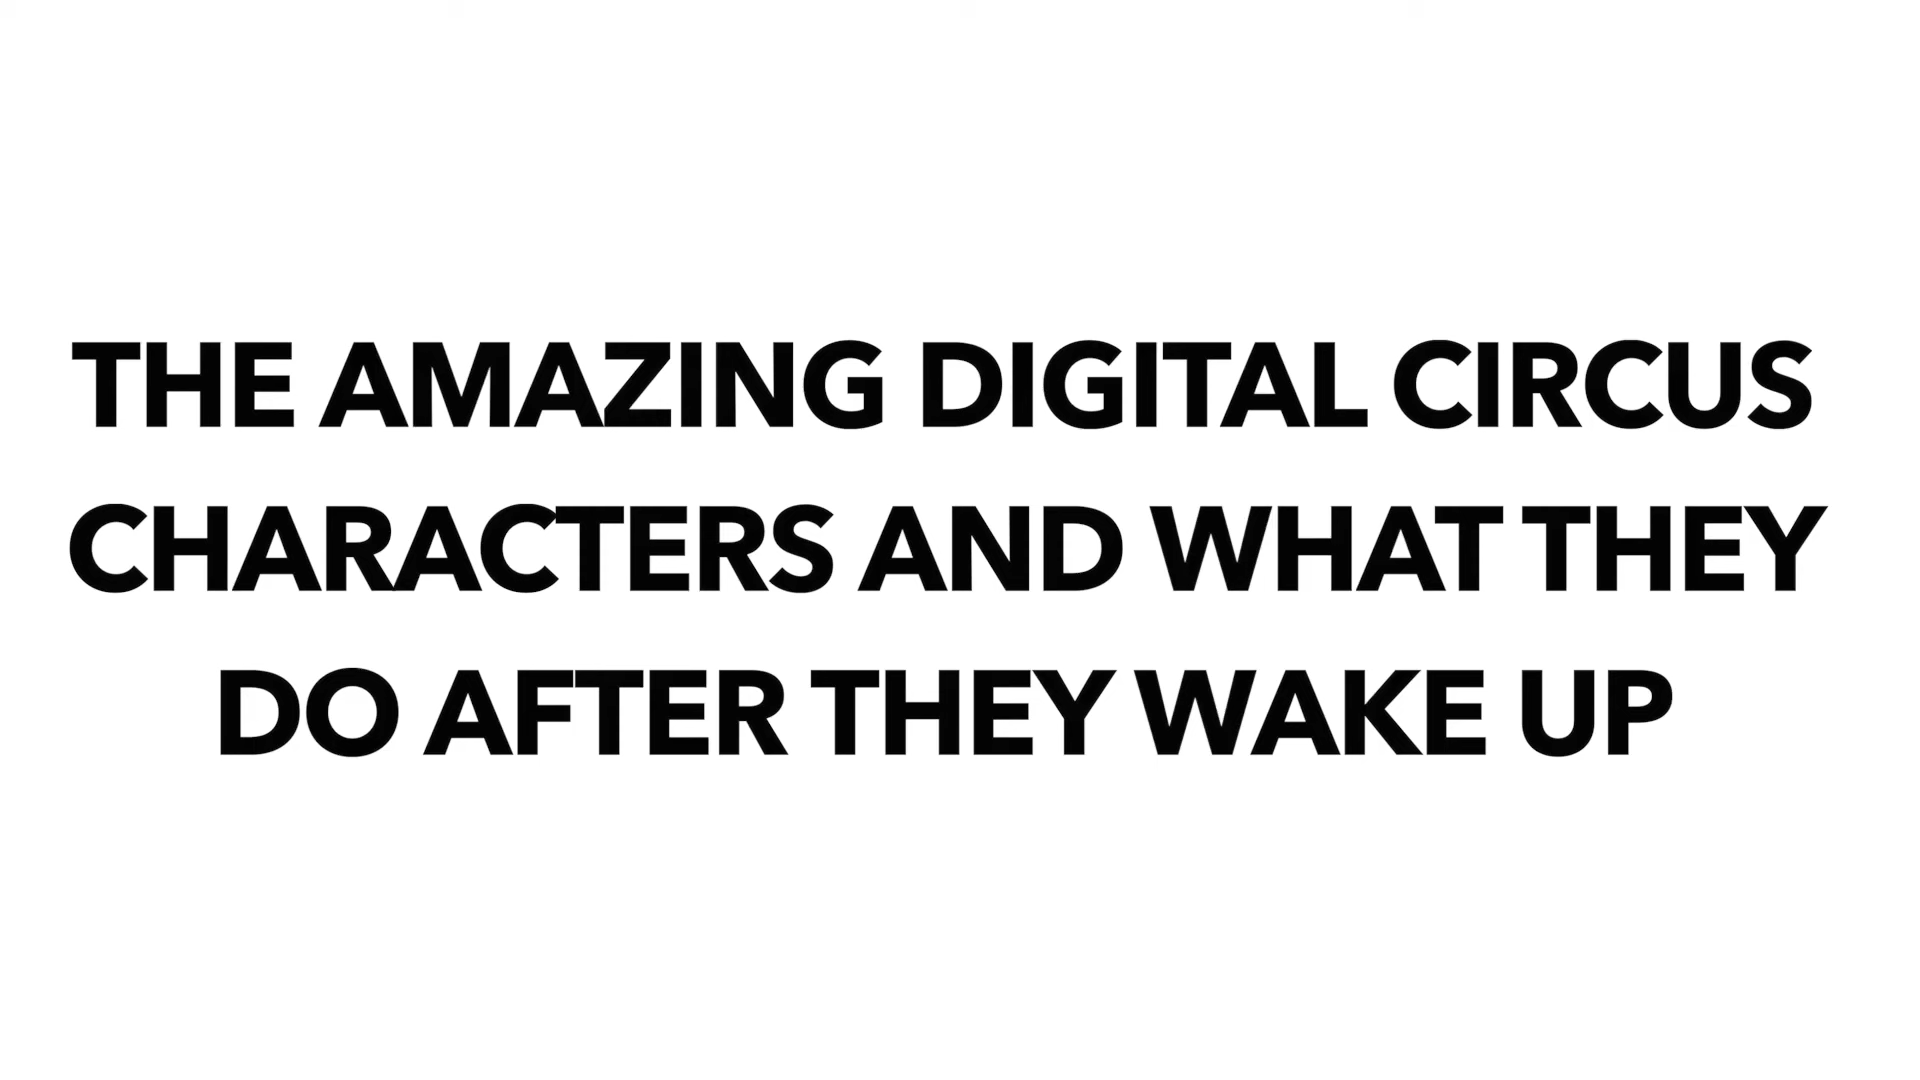 THE AMAZING DIGITAL CIRCUS
CHARACTERS AND WHAT THEY
DO AFTER THEY WAKE UP